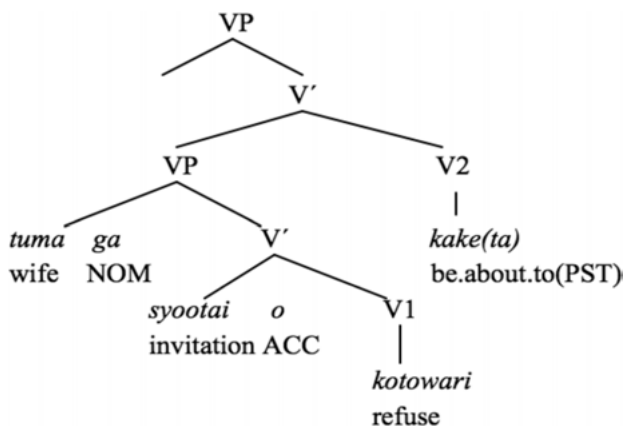 VP
V´
VP V2
tuma ga V´ kake(ta)
wife NOM be.about.to(PST)
syootai o V1
invitation ACC
kotowari
refuse